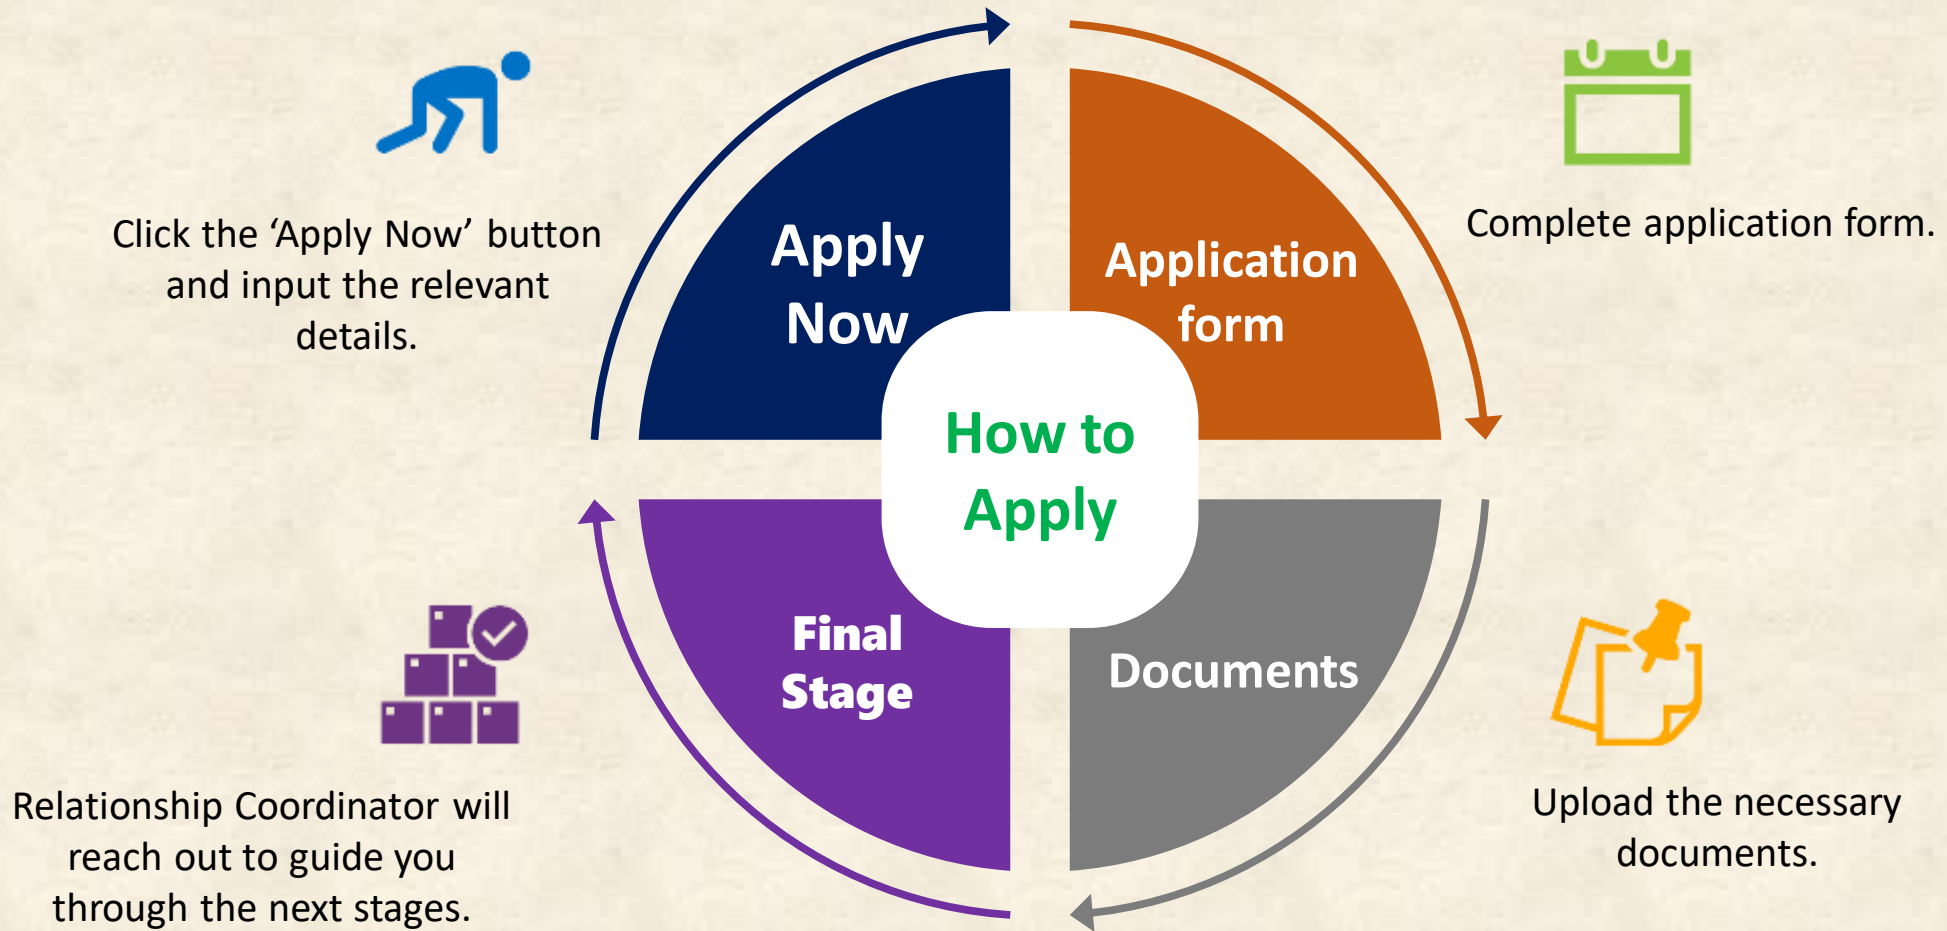 Click the ‘Apply Now’ button
and input the relevant
details.
Apply
Now
Application
form
Complete application form.
How to
Apply
Final
Stage
Documents
Relationship Coordinator will
reach out to guide you
through the next stages.
Upload the necessary
documents.